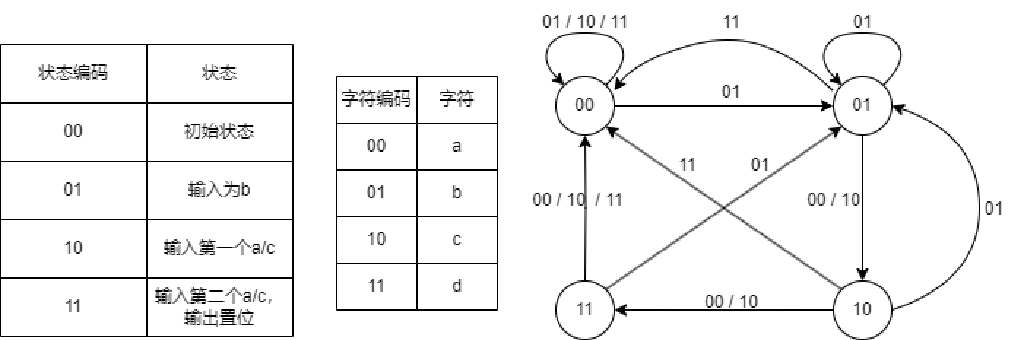 状态编码 状态
00 初始状态
01 输入为b
10 输入第一个a/c
11 输入第二个a/c,
输出置位
字符编码 字符
00 a
01 b
10 c
11 d
01 / 10 / 11
11
01
00
01
01
11
01
00 / 10 / 11
00 / 10
01
11
00 / 10
10